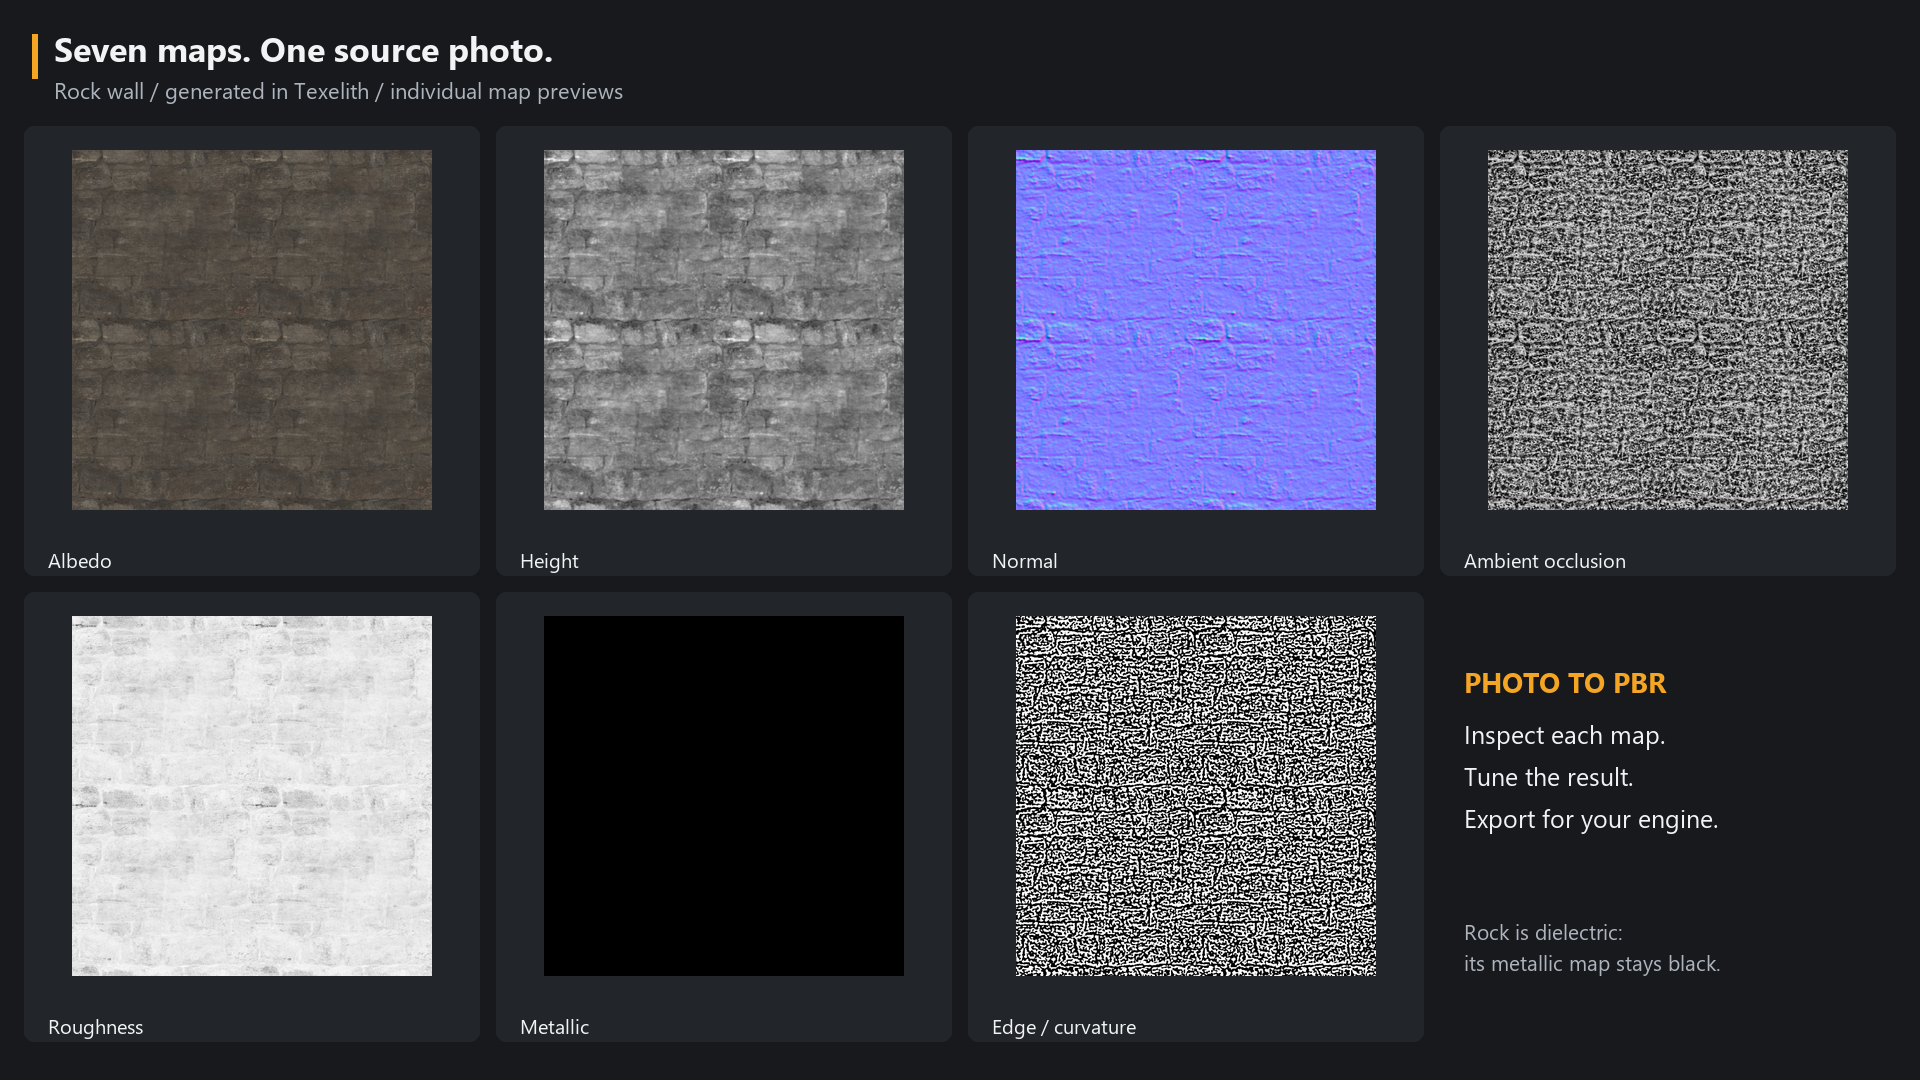 Seven maps. One source photo.
Rock wall / generated in Texelith / individual map previews
Albedo
Height
Normal
Ambient occlusion
Roughness
Metallic
Edge / curvature
PHOTO TO PBR
Inspect each map.
Tune the result.
Export for your engine.
Rock is dielectric:
its metallic map stays black.